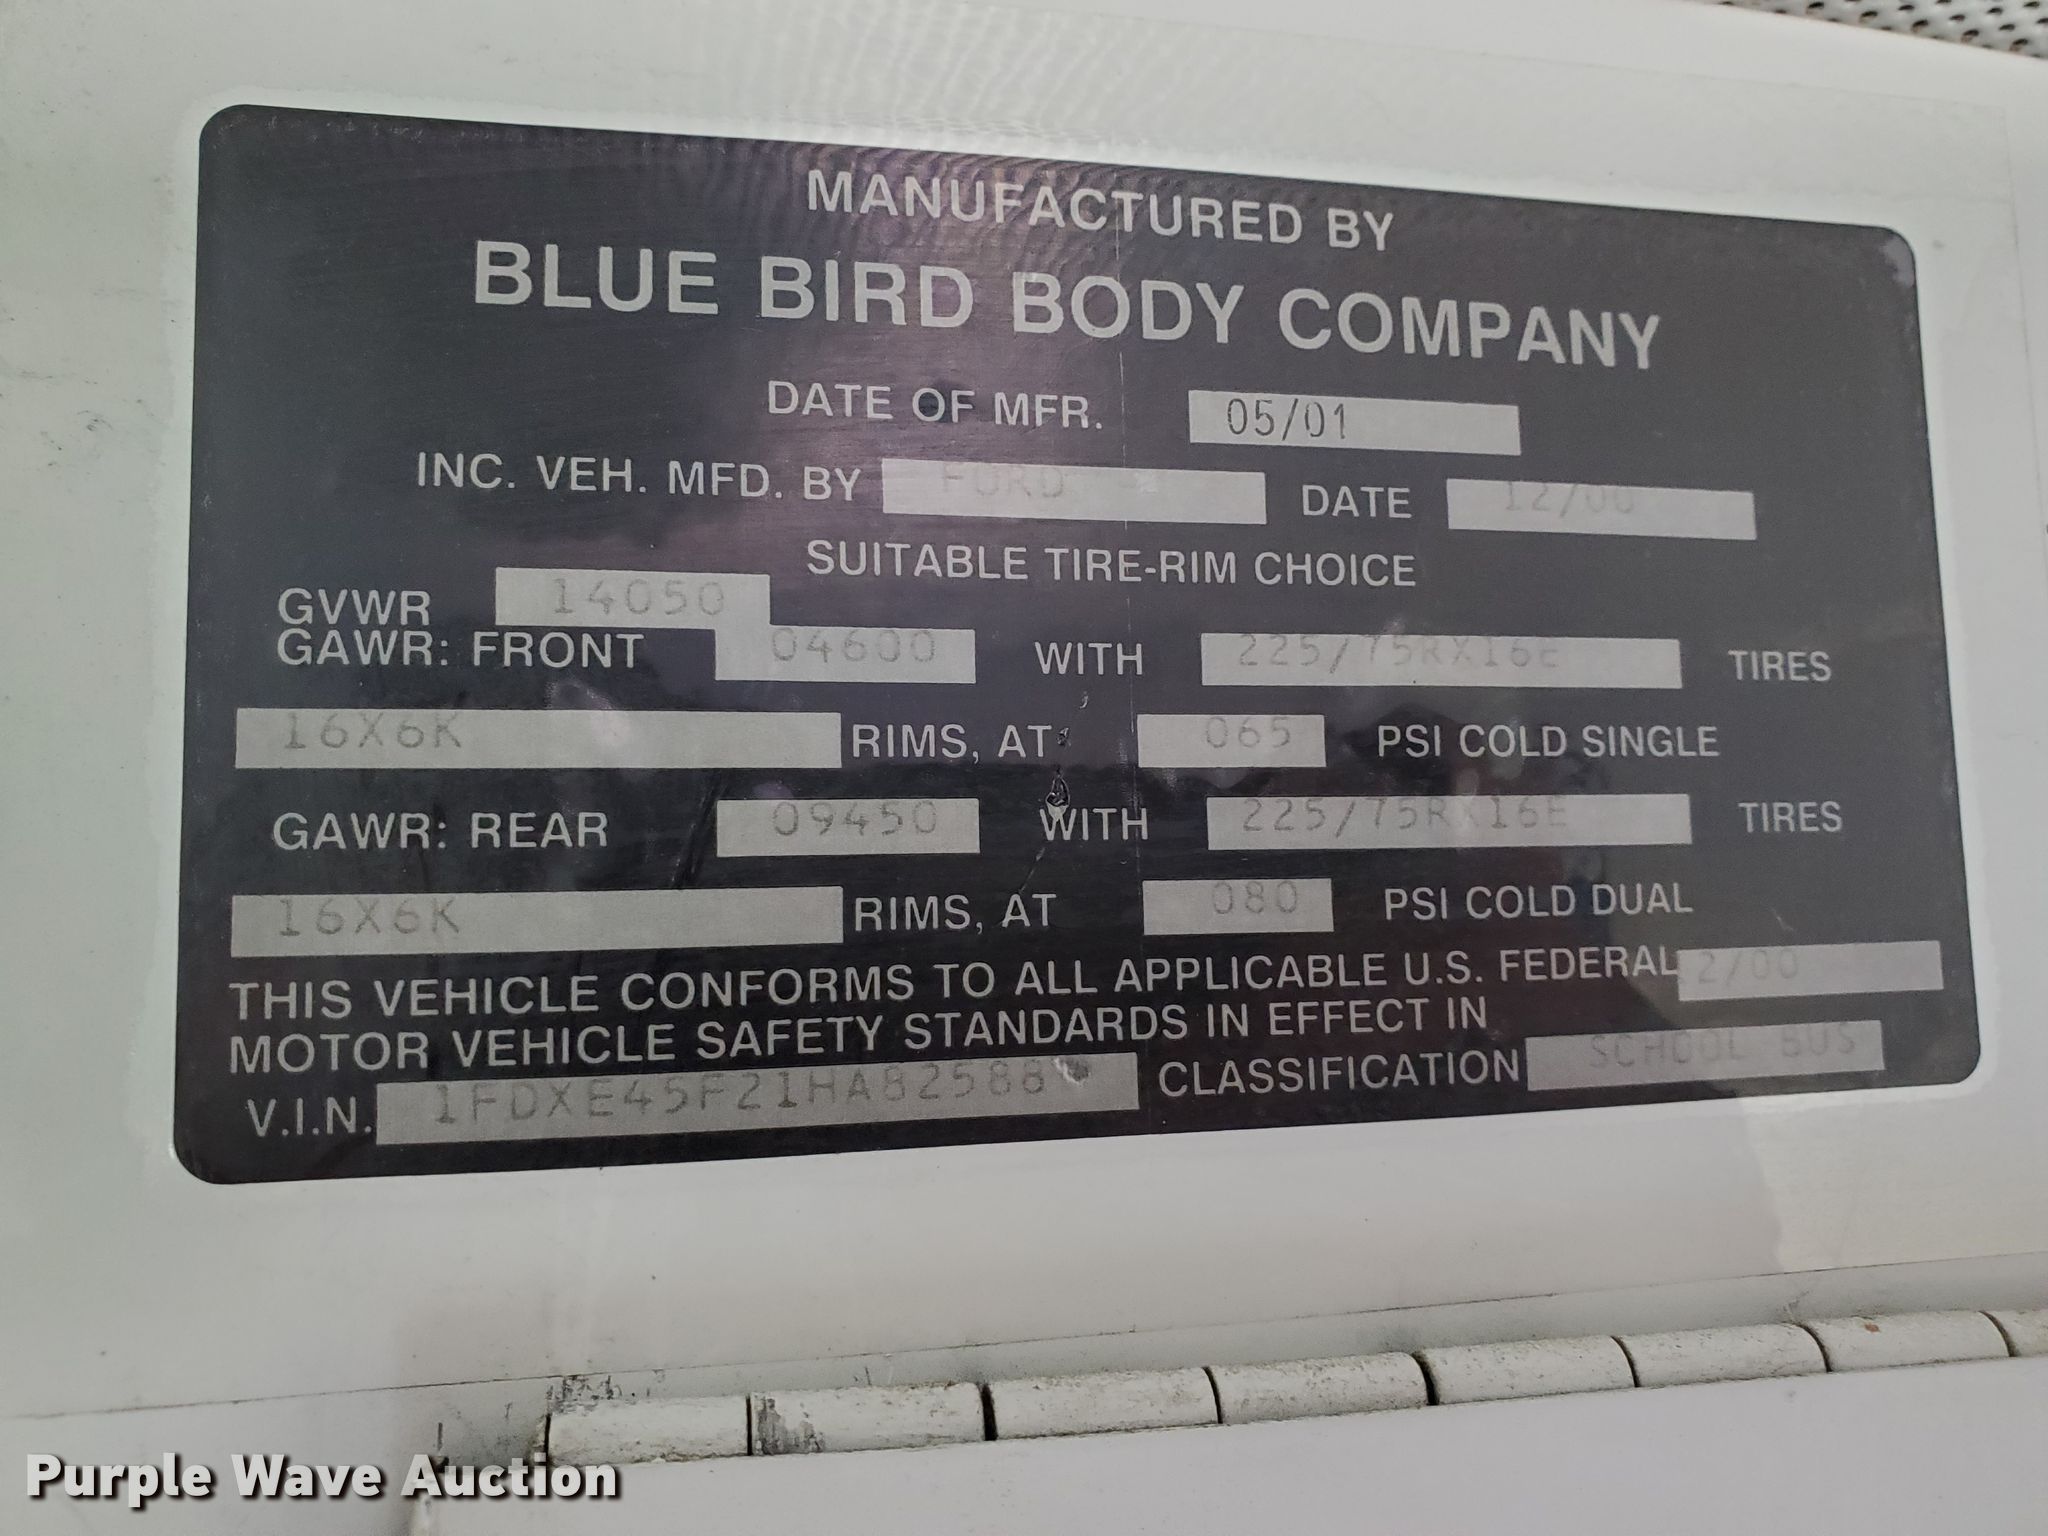 MANUFACTURED BY
BLUE BIRD BODY COMPANY
DATE OF MFR. 05/01
INC. VEH. MFD. BY FORD DATE 12/00
SUITABLE TIRE-RIM CHOICE
GVWR 14050
GAWR: FRONT 04600 WITH 225/75RX16E TIRES
16X6K RIMS, AT 065 PSI COLD SINGLE
GAWR: REAR 09450 WITH 225/75RX16E TIRES
16X6K RIMS, AT 080 PSI COLD DUAL
THIS VEHICLE CONFORMS TO ALL APPLICABLE U.S. FEDERAL
MOTOR VEHICLE SAFETY STANDARDS IN EFFECT IN 2/00
V.I.N. 1FDXE45F21HA82588 CLASSIFICATION SCHOOL BUS
Purple Wave Auction